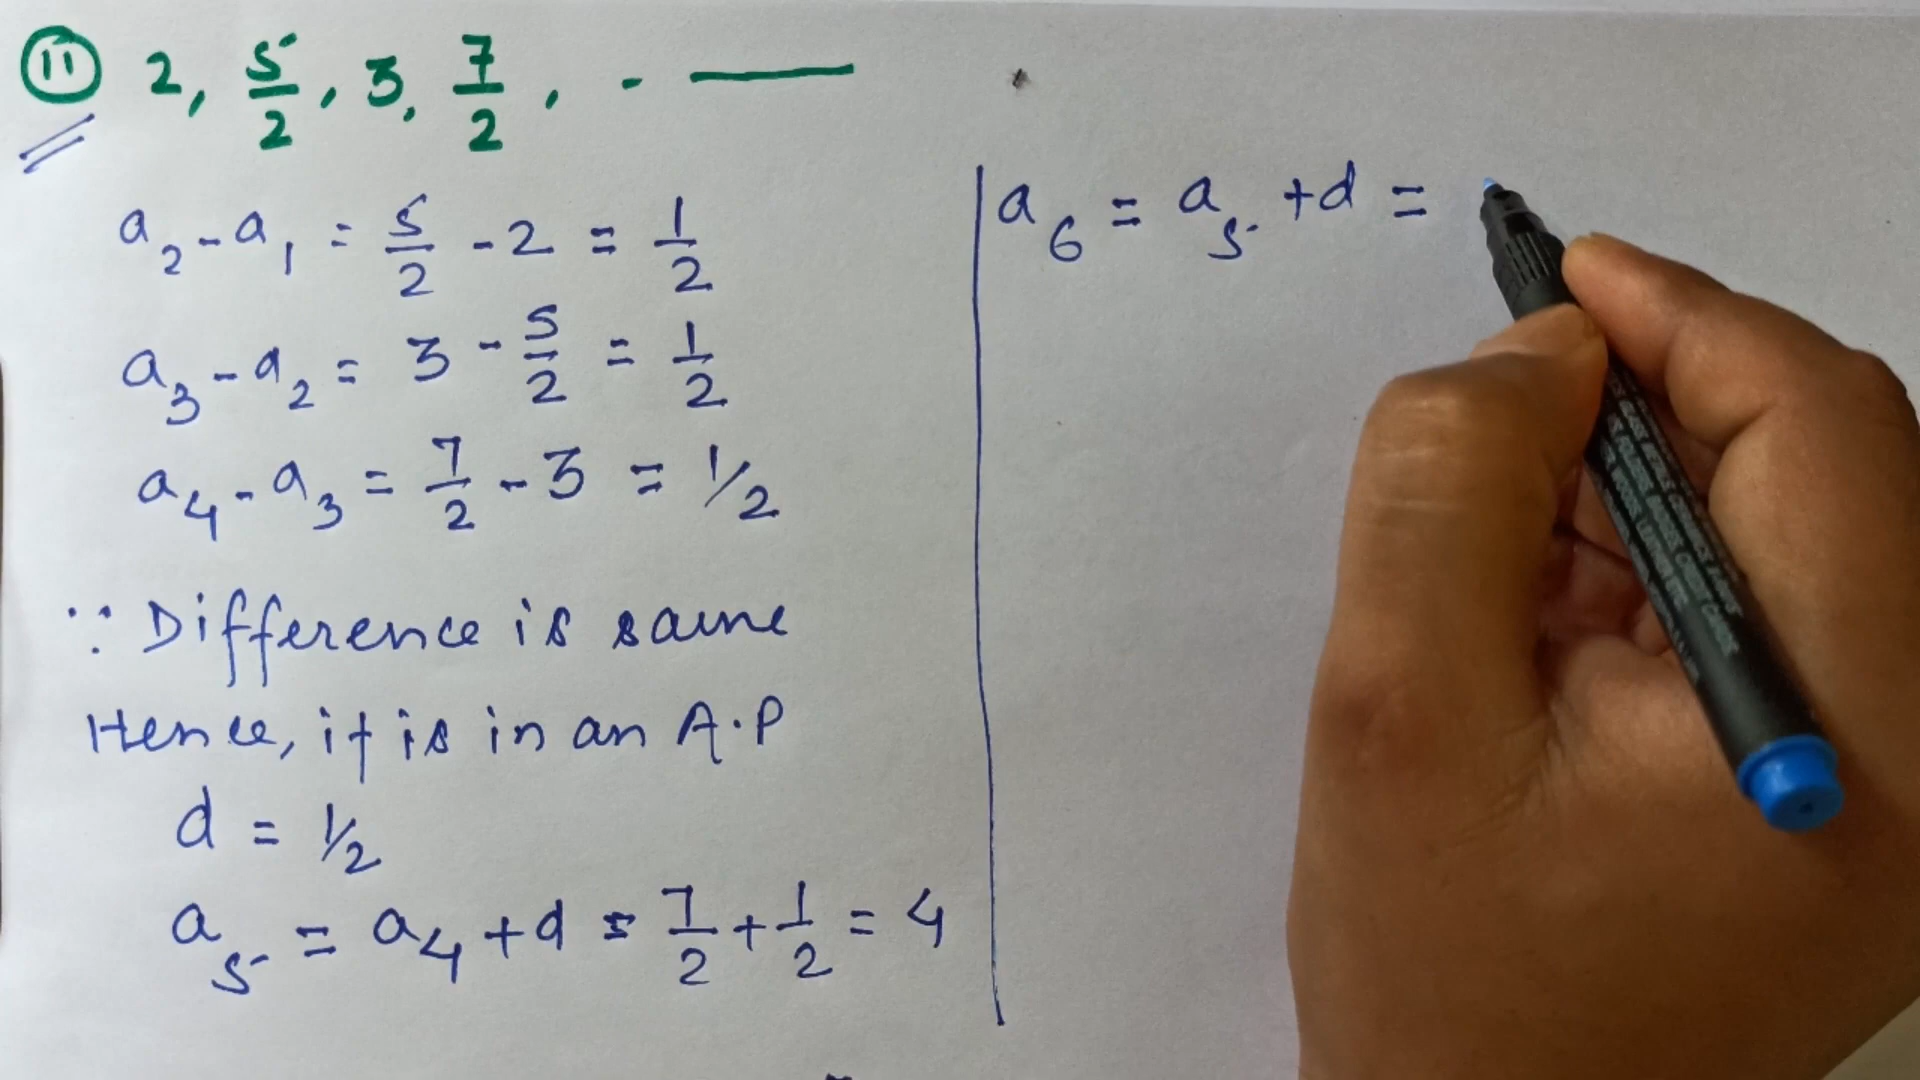 (11) 2, 5/2, 3, 7/2, . ——
a₂ - a₁ = 5/2 - 2 = 1/2
a₃ - a₂ = 3 - 5/2 = 1/2
a₄ - a₃ = 7/2 - 3 = 1/2
∵ Difference is same
Hence, it is in an A.P
d = 1/2
a₅ = a₄ + d = 7/2 + 1/2 = 4
a₆ = a₅ + d =